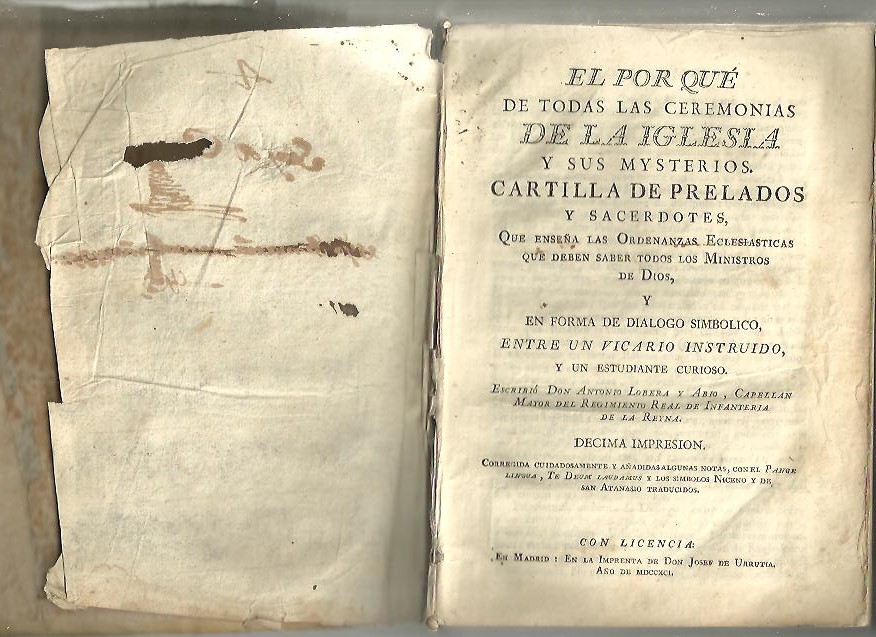 EL POR QUÉ
DE TODAS LAS CEREMONIAS
DE LA IGLESIA
Y SUS MYSTERIOS.
CARTILLA DE PRELADOS
Y SACERDOTES,
QUE ENSEÑA LAS ORDENANZAS ECLESIASTICAS
QUE DEBEN SABER TODOS LOS MINISTROS
DE DIOS,
Y
EN FORMA DE DIALOGO SIMBOLICO,
ENTRE UN VICARIO INSTRUIDO,
Y UN ESTUDIANTE CURIOSO.
ESCRIBIÓ DON ANTONIO LOBERA Y ABIO, CAPELLAN
MAYOR DEL REGIMIENTO REAL DE INFANTERIA
DE LA REYNA.
DECIMA IMPRESION.
CORREGIDA CUIDADOSAMENTE Y AÑADIDAS ALGUNAS NOTAS, CON EL PANGE
LINGUA, TE DEUM LAUDAMUS Y LOS SIMBOLOS NICENO Y DE
SAN ATANASIO TRADUCIDOS.
CON LICENCIA:
EN MADRID: EN LA IMPRENTA DE DON JOSEF DE URRUTIA.
AÑO DE MDCCXCI.